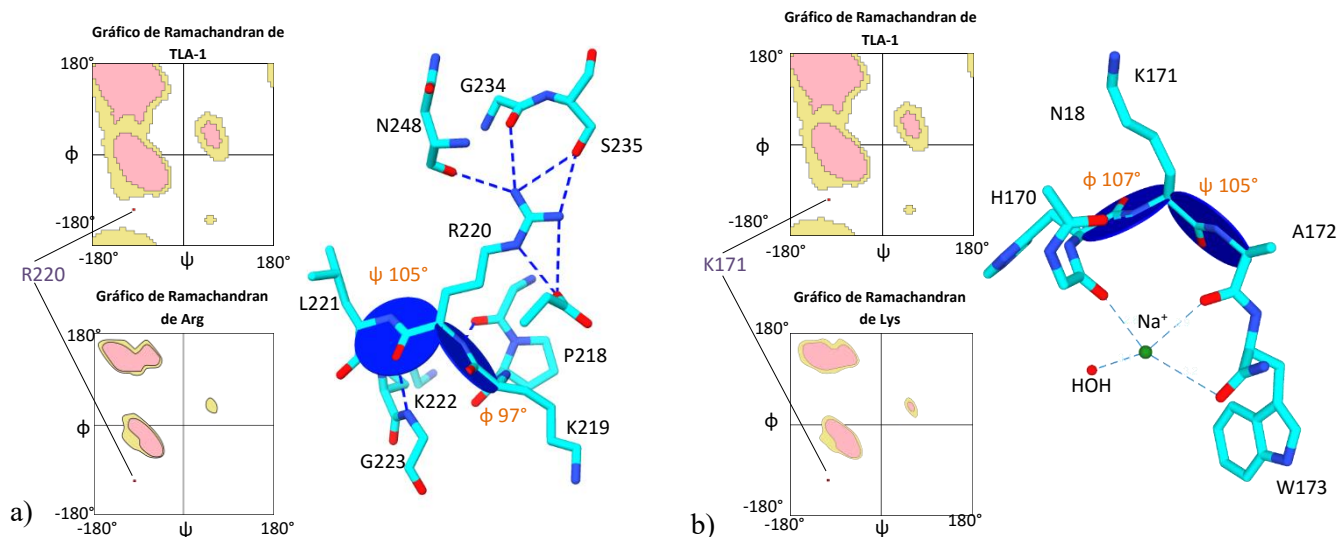 Gráfico de Ramachandran de
TLA-1
180°
ϕ
-180°
-180°
ψ
180°
R220
Gráfico de Ramachandran
de Arg
180°
ϕ
-180°
-180°
ψ
180°
a)
G234
N248
S235
R220
ψ 105°
L221
P218
K222
ϕ 97°
K219
G223
Gráfico de Ramachandran de
TLA-1
180°
ϕ
-180°
-180°
ψ
180°
K171
Gráfico de Ramachandran
de Lys
180°
ϕ
-180°
-180°
ψ
180°
b)
K171
N18
ϕ 107°
ψ 105°
H170
A172
Na⁺
HOH
W173